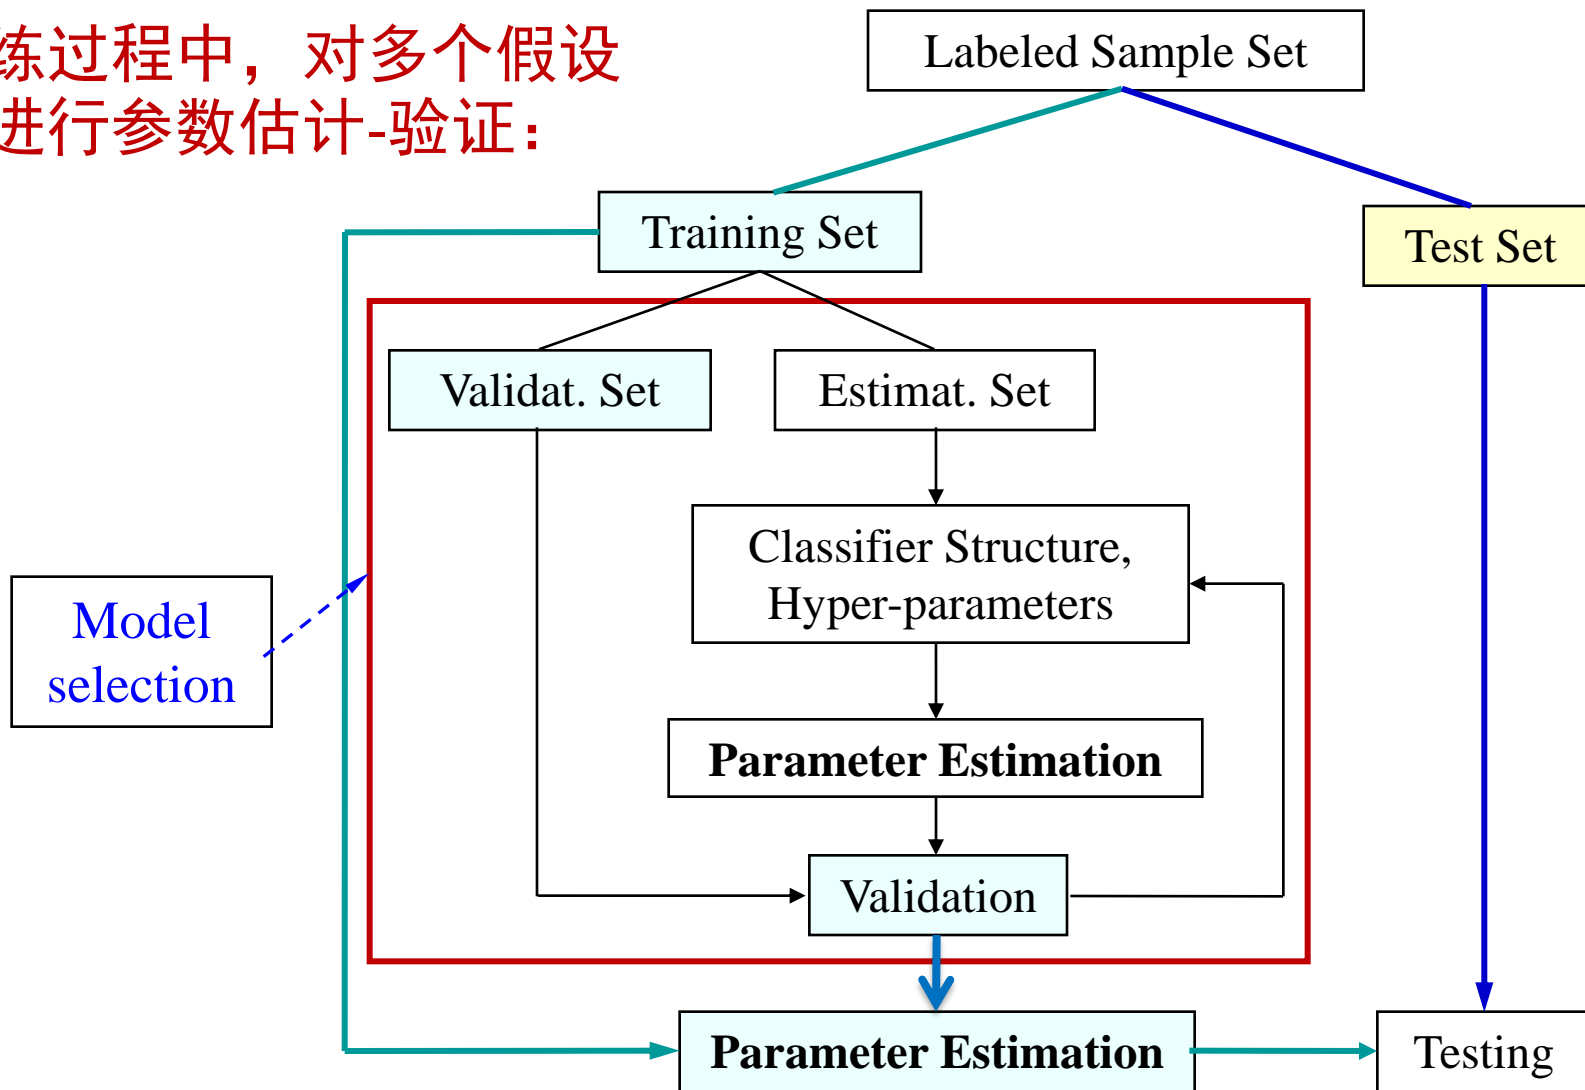 练过程中，对多个假设
进行参数估计-验证：
Labeled Sample Set
Training Set
Test Set
Validat. Set
Estimat. Set
Classifier Structure,
Hyper-parameters
Model
selection
Parameter Estimation
Validation
Parameter Estimation
Testing